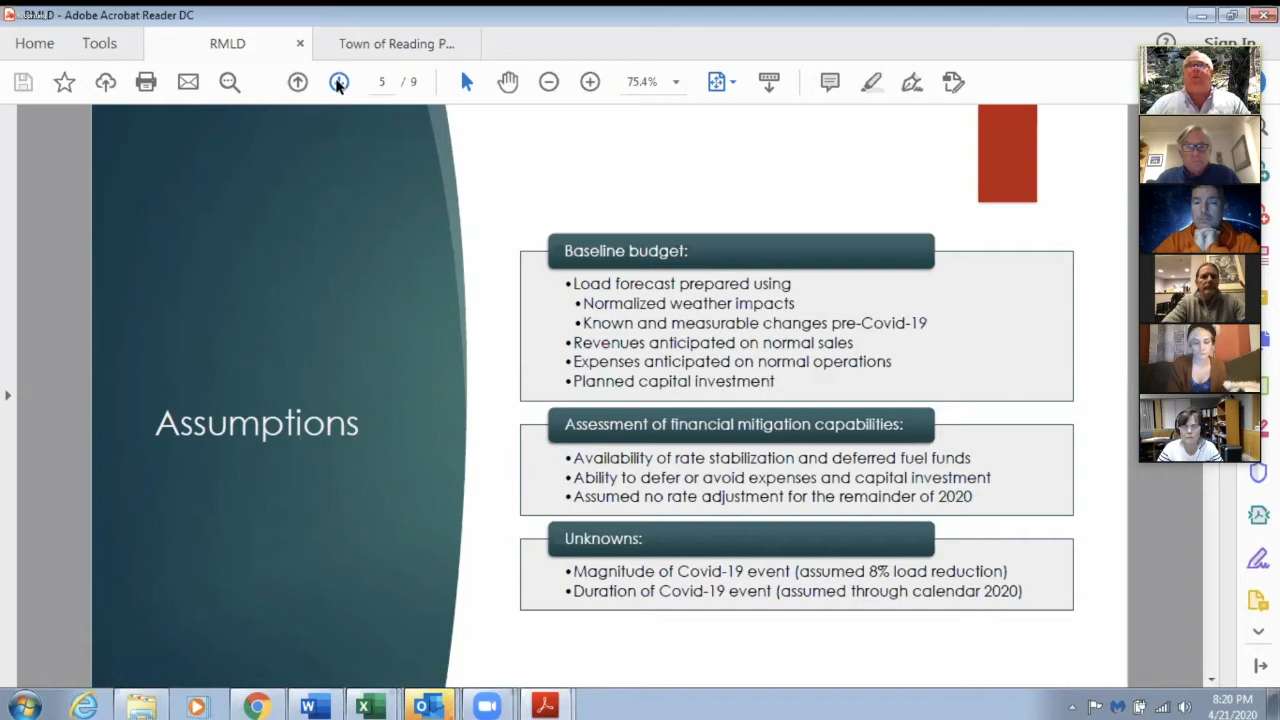 RMLD - Adobe Acrobat Reader DC
Home
Tools
RMLD
Town of Reading P...
Sign In
5 / 9
75.4%
Assumptions
Baseline budget:
•Load forecast prepared using
•Normalized weather impacts
•Known and measurable changes pre-Covid-19
•Revenues anticipated on normal sales
•Expenses anticipated on normal operations
•Planned capital investment
Assessment of financial mitigation capabilities:
•Availability of rate stabilization and deferred fuel funds
•Ability to defer or avoid expenses and capital investment
•Assumed no rate adjustment for the remainder of 2020
Unknowns:
•Magnitude of Covid-19 event (assumed 8% load reduction)
•Duration of Covid-19 event (assumed through calendar 2020)
8:20 PM
4/21/2020